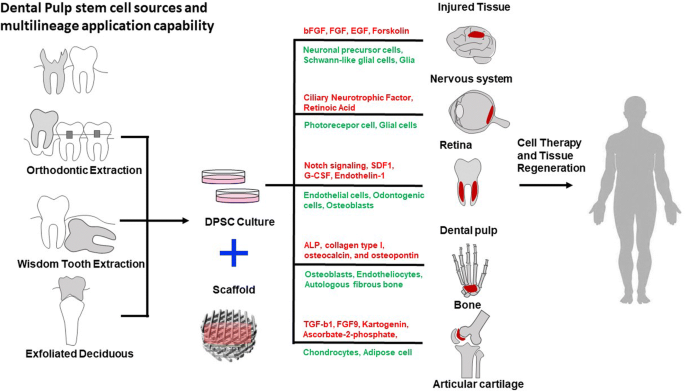 Dental Pulp stem cell sources and
multilineage application capability
Orthodontic Extraction
Wisdom Tooth Extraction
Exfoliated Deciduous
DPSC Culture
Scaffold
bFGF, FGF, EGF, Forskolin
Neuronal precursor cells,
Schwann-like glial cells, Glia
Ciliary Neurotrophic Factor,
Retinoic Acid
Photorecepor cell, Glial cells
Notch signaling, SDF1,
G-CSF, Endothelin-1
Endothelial cells, Odontogenic
cells, Osteoblasts
ALP, collagen type I,
osteocalcin, and osteopontin
Osteoblasts, Endotheliocytes,
Autologous fibrous bone
TGF-b1, FGF9, Kartogenin,
Ascorbate-2-phosphate,
Chondrocytes, Adipose cell
Injured Tissue
Nervous system
Retina
Dental pulp
Bone
Articular cartilage
Cell Therapy
and Tissue
Regeneration